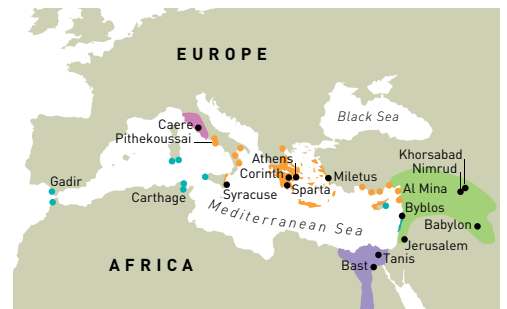 EUROPE
Black Sea
Caere
Pithekoussai
Athens
Khorsabad
Nimrud
Corinth
Miletus
Gadir
Al Mina
Sparta
Carthage
Syracuse
Byblos
Mediterranean Sea
Babylon
Jerusalem
AFRICA
Tanis
Bast